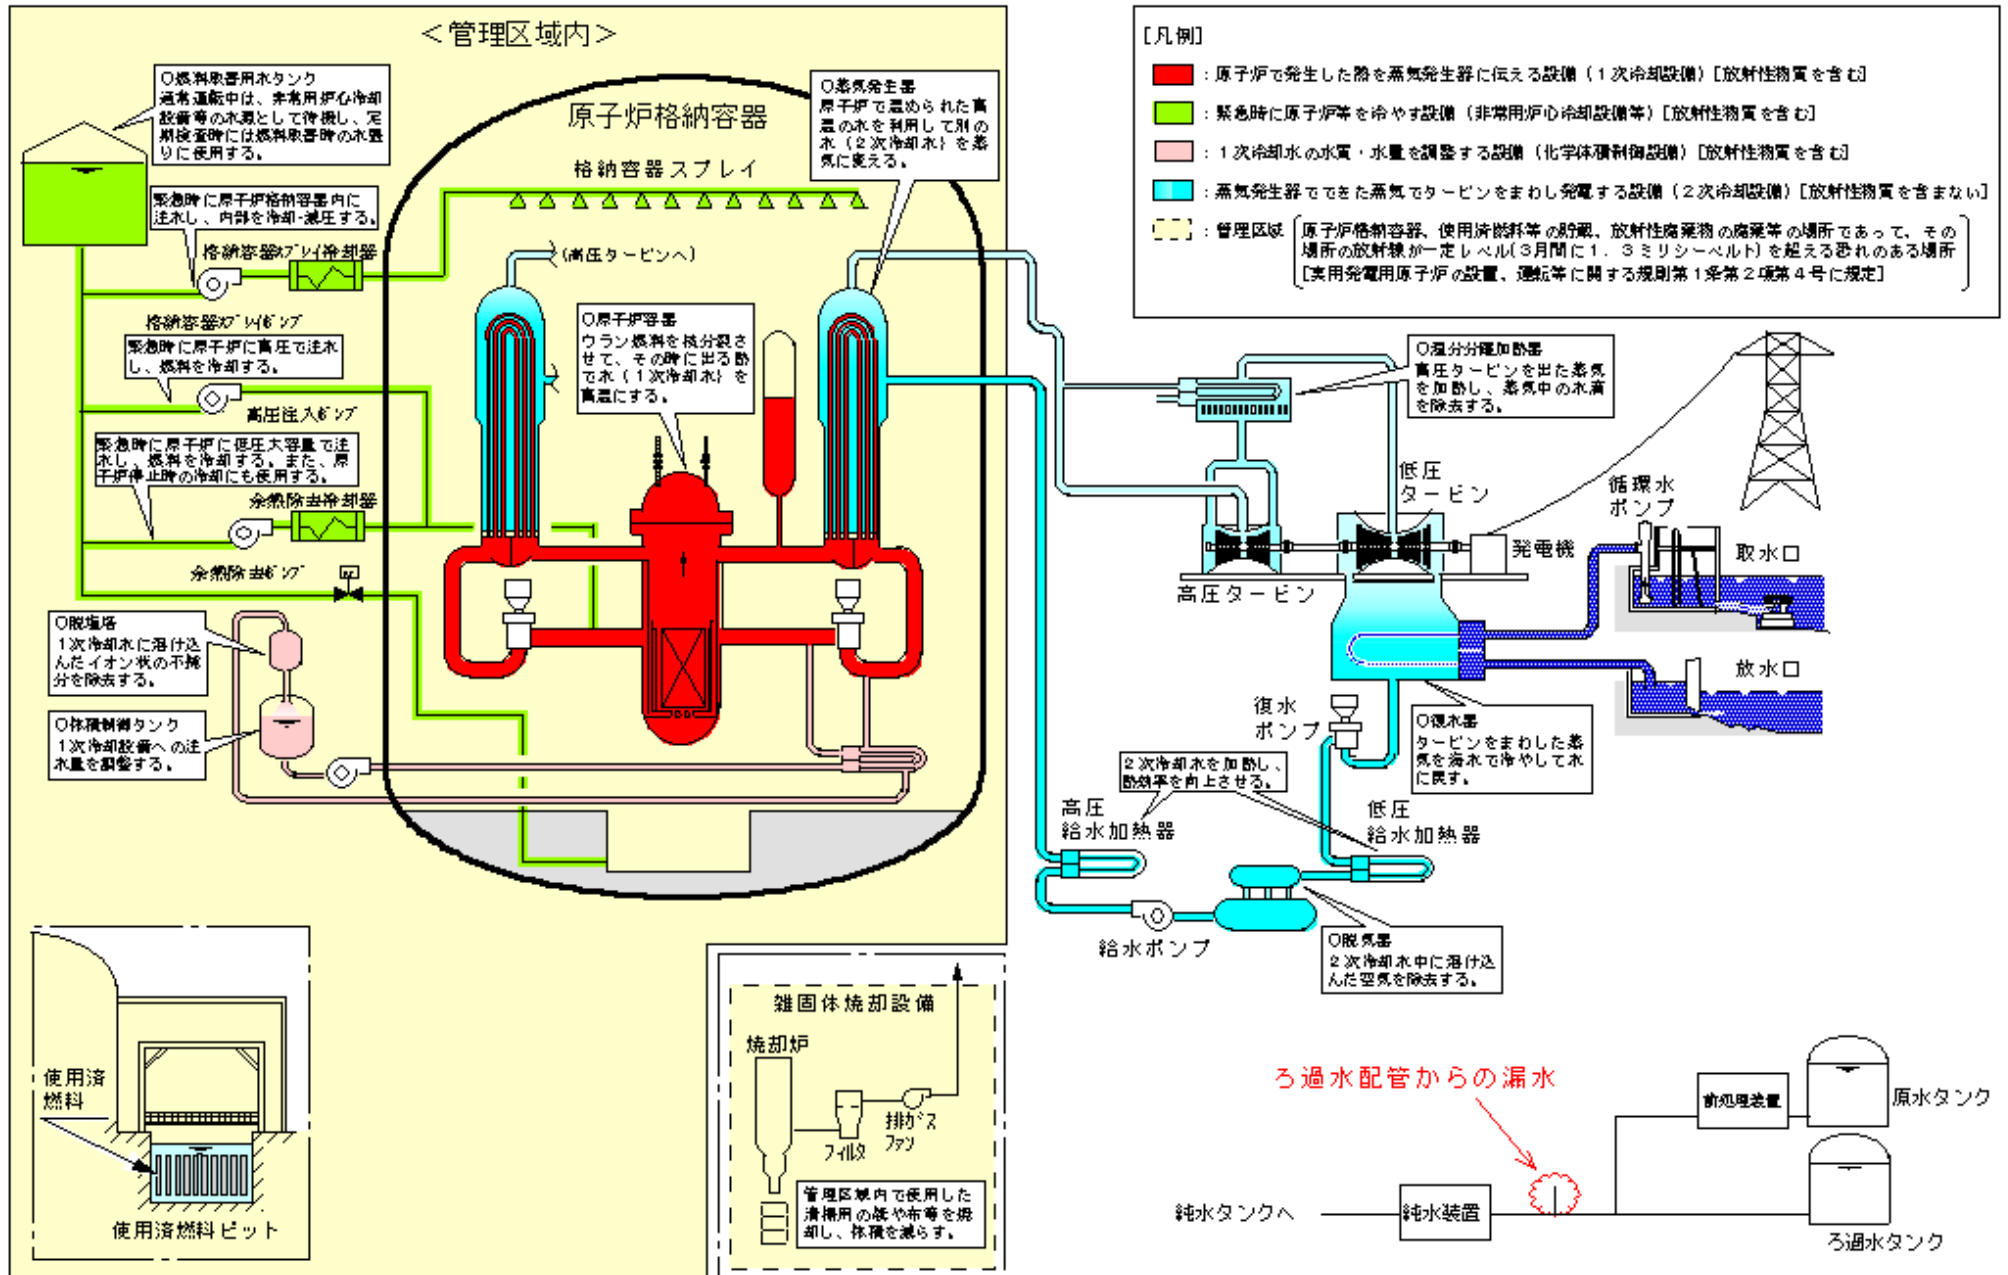 ＜管理区域内＞
○燃料取替用水タンク
通常運転中は、非常用炉心冷却
設備等の水源として待機し、定
期検査時には燃料取替時の水張
りに使用する。
緊急時に原子炉格納容器内に
注水し、内部を冷却・減圧する。
格納容器ｽﾌﾟﾚｲ冷却器
格納容器ｽﾌﾟﾚｲﾎﾟﾝﾌﾟ
緊急時に原子炉に高圧で注水
し、燃料を冷却する。
高圧注入ﾎﾟﾝﾌﾟ
緊急時に原子炉に低圧大容量で注
水し、燃料を冷却する。また、原
子炉停止時の冷却にも使用する。
余熱除去冷却器
余熱除去ﾎﾟﾝﾌﾟ
○脱塩塔
１次冷却水に溶け込
んだイオン状の不純
分を除去する。
○体積制御タンク
１次冷却設備への注
水量を調整する。
原子炉格納容器
格納容器スプレイ
○蒸気発生器
原子炉で温められた高
温の水を利用して別の
水（２次冷却水）を蒸
気に変える。
（高圧タービンへ）
○原子炉容器
ウラン燃料を核分裂さ
せて、その時に出る熱
で水（１次冷却水）を
高温にする。
[凡例]
：原子炉で発生した熱を蒸気発生器に伝える設備（１次冷却設備）[放射性物質を含む]
：緊急時に原子炉等を冷やす設備（非常用炉心冷却設備等）[放射性物質を含む]
：１次冷却水の水質・水量を調整する設備（化学体積制御設備）[放射性物質を含む]
：蒸気発生器でできた蒸気でタービンをまわし発電する設備（２次冷却設備）[放射性物質を含まない]
：管理区域 原子炉格納容器、使用済燃料等の貯蔵、放射性廃棄物の廃棄等の場所であって、その
場所の放射線が一定レベル(３月間に１．３ミリシーベルト)を超える恐れのある場所
[実用発電用原子炉の設置、運転等に関する規則第１条第２項第４号に規定]
○湿分分離加熱器
高圧タービンを出た蒸気
を加熱し、蒸気中の水滴
を除去する。
低圧
タービン
高圧タービン
発電機
循環水
ポンプ
取水口
放水口
復水
ポンプ
○復水器
タービンをまわした蒸
気を海水で冷やして水
に戻す。
２次冷却水を加熱し、
熱効率を向上させる。
高圧
給水加熱器
低圧
給水加熱器
給水ポンプ
○脱気器
２次冷却水中に溶け込
んだ空気を除去する。
使用済
燃料
使用済燃料ピット
雑固体焼却設備
焼却炉
フィルタ
排ｶﾞｽ
ファン
管理区域内で使用した
清掃用の紙や布等を焼
却し、体積を減らす。
ろ過水配管からの漏水
前処理装置
原水タンク
純水タンクへ
純水装置
ろ過水タンク